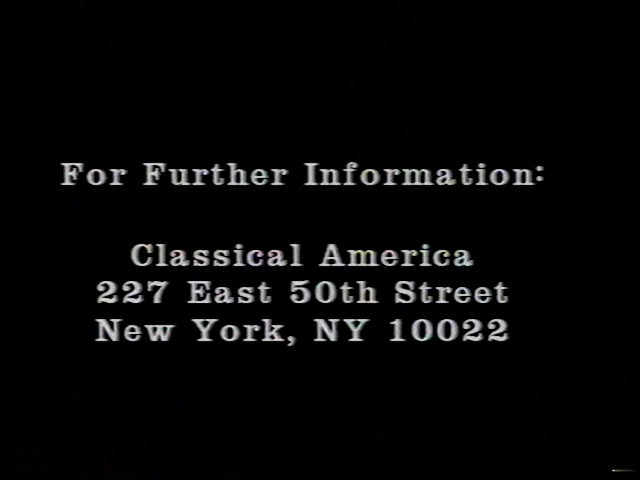 For Further Information:
Classical America
227 East 50th Street
New York, NY 10022